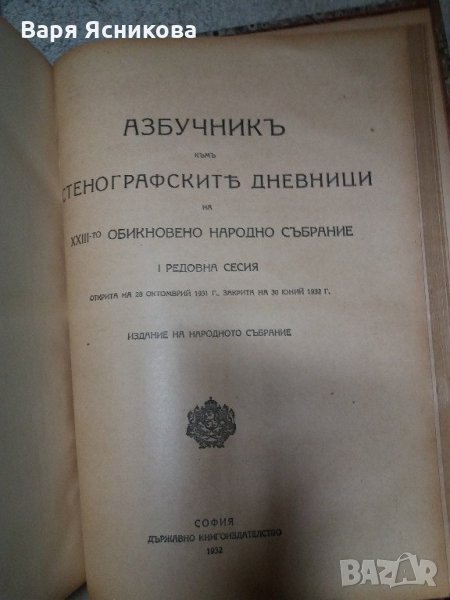 Варя Ясникова
АЗБУЧНИКЪ
КЪМЪ
СТЕНОГРАФСКИТѢ ДНЕВНИЦИ
НА
XXIII-ТО ОБИКНОВЕНО НАРОДНО СЪБРАНИЕ
I РЕДОВНА СЕСИЯ
ОТКРИТА НА 28 ОКТОМВРИЙ 1931 Г., ЗАКРИТА НА 30 ЮНИЙ 1932 Г.
ИЗДАНИЕ НА НАРОДНОТО СЪБРАНИЕ
СОФИЯ
ДЪРЖАВНО КНИГОИЗДАТЕЛСТВО
1932
BAZAR